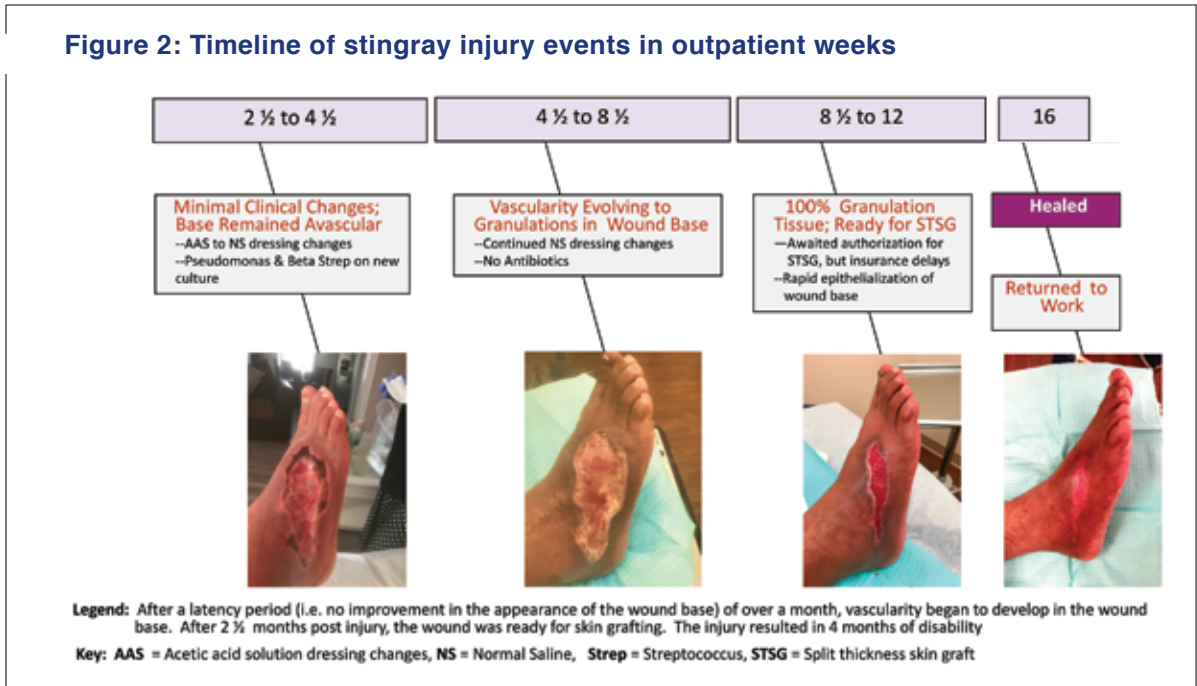 Figure 2: Timeline of stingray injury events in outpatient weeks
2 ½ to 4 ½
4 ½ to 8 ½
8 ½ to 12
16
Minimal Clinical Changes;
Base Remained Avascular
--AAS to NS dressing changes
--Pseudomonas & Beta Strep on new
culture
Vascularity Evolving to
Granulations in Wound Base
--Continued NS dressing changes
--No Antibiotics
100% Granulation
Tissue; Ready for STSG
—Awaited authorization for
STSG, but insurance delays
--Rapid epithelialization of
wound base
Healed
Returned to
Work
Legend: After a latency period (i.e. no improvement in the appearance of the wound base) of over a month, vascularity began to develop in the wound
base. After 2 ½ months post injury, the wound was ready for skin grafting. The injury resulted in 4 months of disability
Key: AAS = Acetic acid solution dressing changes, NS = Normal Saline, Strep = Streptococcus, STSG = Split thickness skin graft